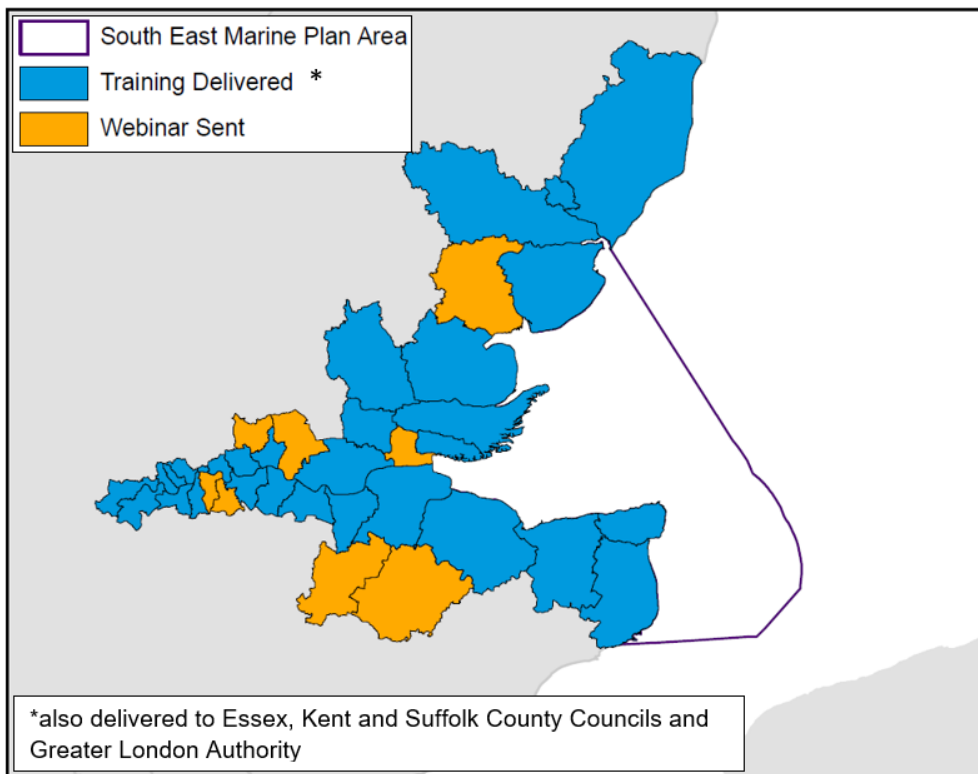 South East Marine Plan Area
Training Delivered *
Webinar Sent
*also delivered to Essex, Kent and Suffolk County Councils and
Greater London Authority